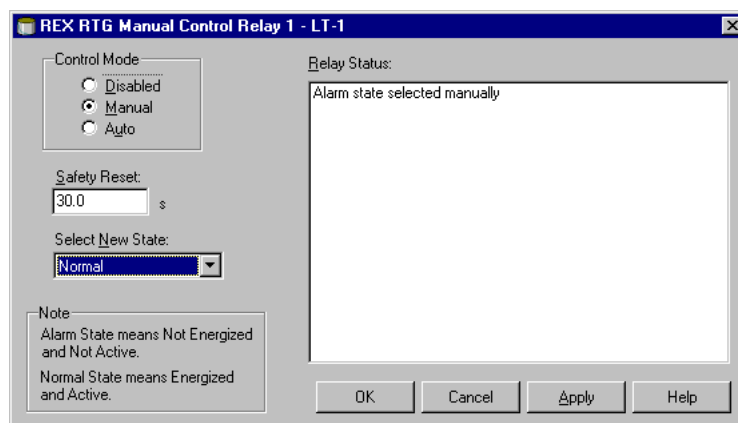 REX RTG Manual Control Relay 1 - LT-1
Control Mode
Disabled
Manual
Auto
Safety Reset:
30.0 s
Select New State:
Normal
Note
Alarm State means Not Energized
and Not Active.
Normal State means Energized
and Active.
Relay Status:
Alarm state selected manually
OK Cancel Apply Help